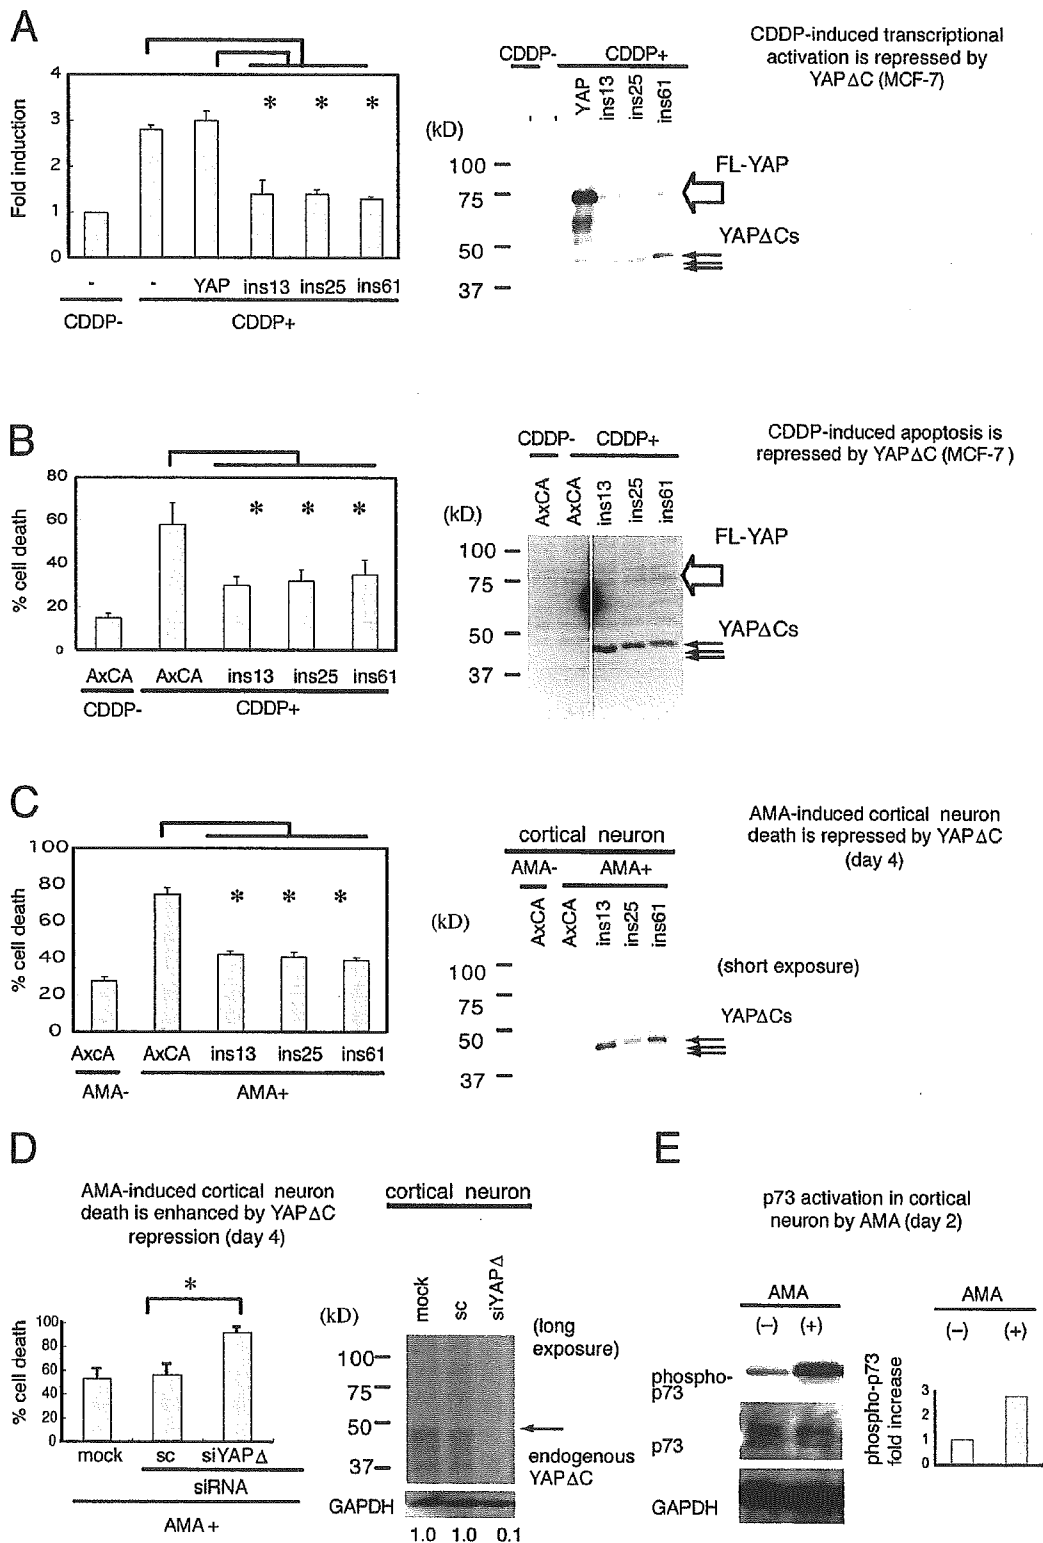 A
CDDP-induced transcriptional
activation is repressed by
YAPΔC (MCF-7)
Fold induction
4
3
2
1
0
* * *
- - YAP ins13 ins25 ins61
CDDP- CDDP+
CDDP- CDDP+
- - YAP ins13 ins25 ins61
(kD)
100
75
50
37
FL-YAP
YAPΔCs
B
CDDP-induced apoptosis is
repressed by YAPΔC (MCF-7)
% cell death
80
60
40
20
0
* * *
AxCA AxCA ins13 ins25 ins61
CDDP- CDDP+
CDDP- CDDP+
AxCA AxCA ins13 ins25 ins61
(kD)
100
75
50
37
FL-YAP
YAPΔCs
C
AMA-induced cortical neuron
death is repressed by YAPΔC
(day 4)
% cell death
100
80
60
40
20
0
* * *
AxcA AxCA ins13 ins25 ins61
AMA- AMA+
cortical neuron
AMA- AMA+
AxCA AxCA ins13 ins25 ins61
(kD)
100
75
50
37
(short exposure)
YAPΔCs
D
AMA-induced cortical neuron
death is enhanced by YAPΔC
repression (day 4)
% cell death
100
80
60
40
20
0
*
mock sc siYAPΔ
siRNA
AMA+
cortical neuron
mock sc siYAPΔ
(kD)
100
75
50
37
(long
exposure)
endogenous
YAPΔC
GAPDH
1.0 1.0 0.1
E
p73 activation in cortical
neuron by AMA (day 2)
AMA
(-) (+)
phospho-
p73
p73
GAPDH
AMA
(-) (+)
phospho-p73
fold increase
3
2
1
0